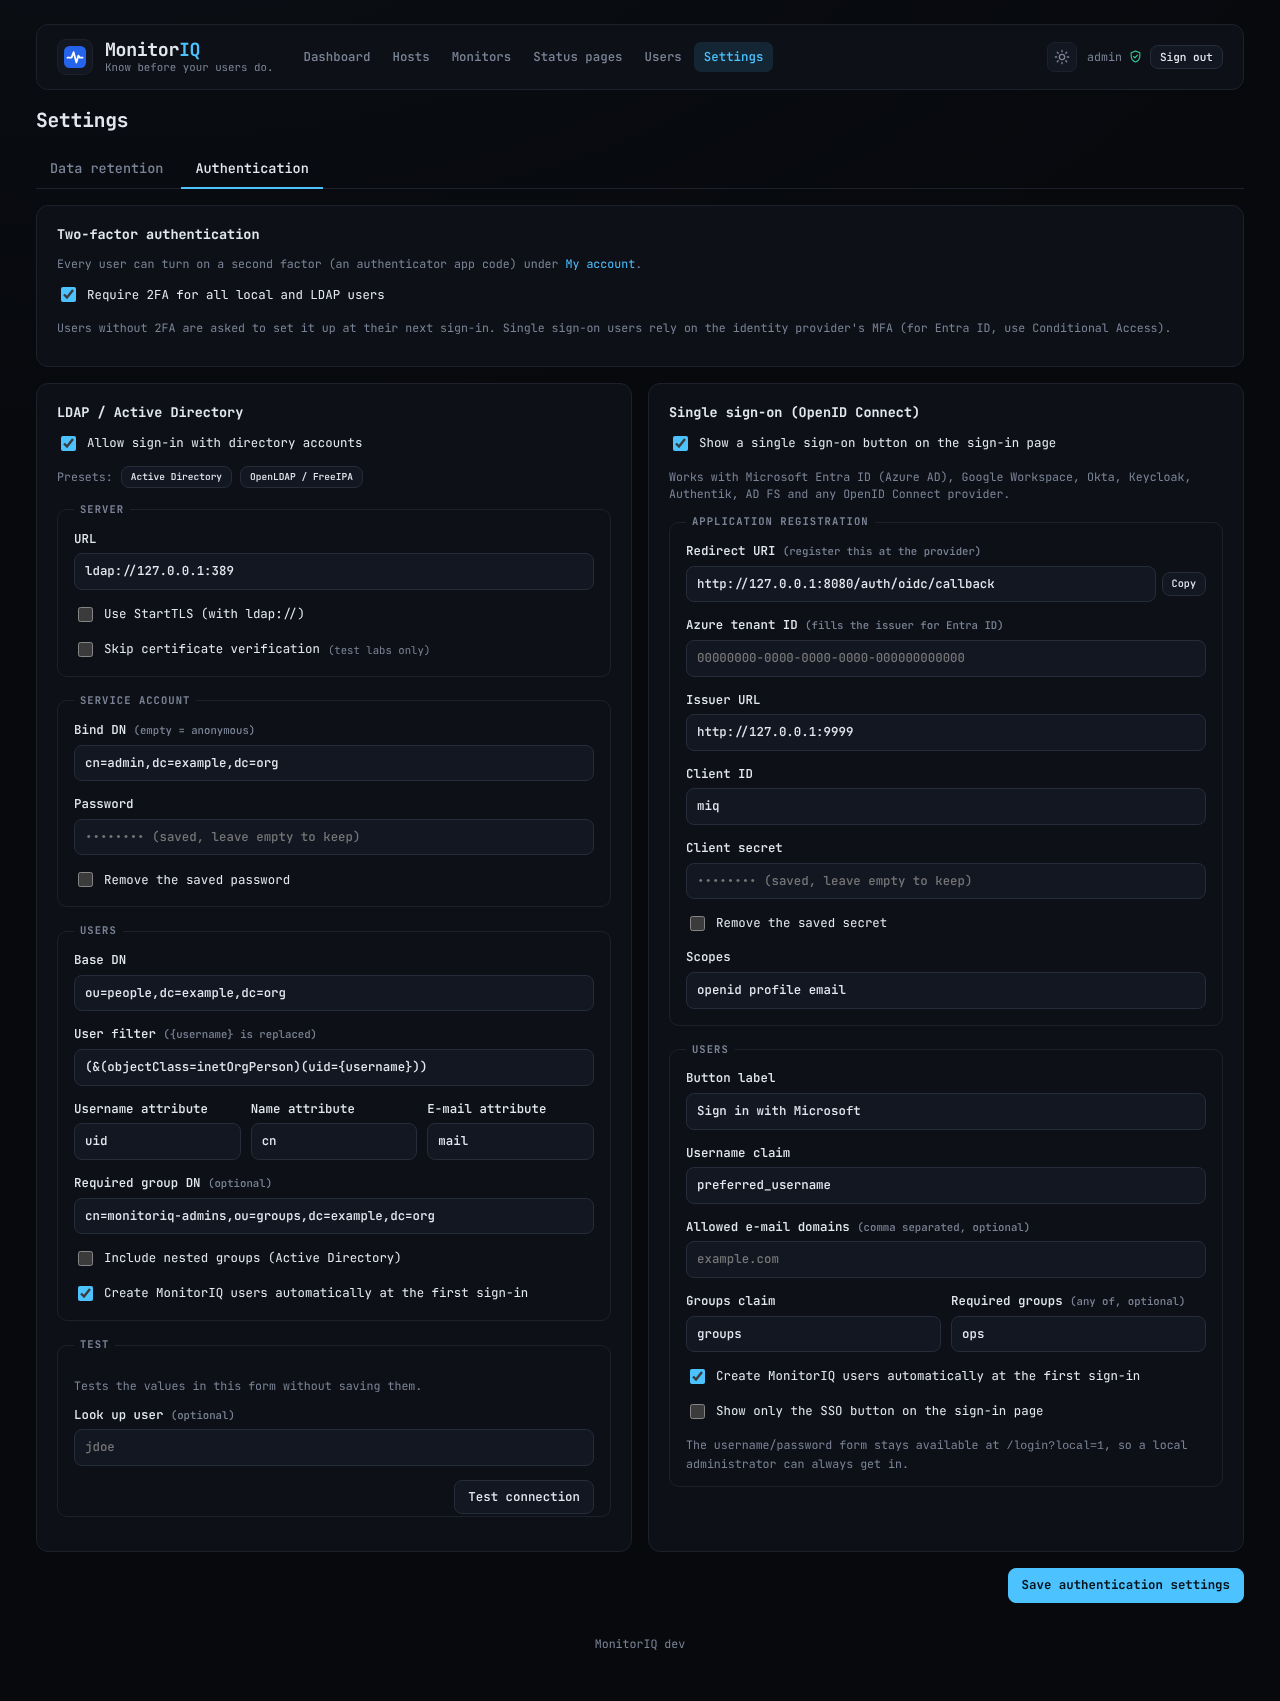 MonitorIQ
Know before your users do.
Dashboard
Hosts
Monitors
Status pages
Users
Settings
admin
Sign out
Settings
Data retention
Authentication
Two-factor authentication
Every user can turn on a second factor (an authenticator app code) under My account.
Require 2FA for all local and LDAP users
Users without 2FA are asked to set it up at their next sign-in. Single sign-on users rely on the identity provider's MFA (for Entra ID, use Conditional Access).
LDAP / Active Directory
Allow sign-in with directory accounts
Presets: Active Directory OpenLDAP / FreeIPA
SERVER
URL
ldap://127.0.0.1:389
Use StartTLS (with ldap://)
Skip certificate verification (test labs only)
SERVICE ACCOUNT
Bind DN (empty = anonymous)
cn=admin,dc=example,dc=org
Password
•••••••• (saved, leave empty to keep)
Remove the saved password
USERS
Base DN
ou=people,dc=example,dc=org
User filter ({username} is replaced)
(&(objectClass=inetOrgPerson)(uid={username}))
Username attribute Name attribute E-mail attribute
uid cn mail
Required group DN (optional)
cn=monitoriq-admins,ou=groups,dc=example,dc=org
Include nested groups (Active Directory)
Create MonitorIQ users automatically at the first sign-in
TEST
Tests the values in this form without saving them.
Look up user (optional)
jdoe
Test connection
Single sign-on (OpenID Connect)
Show a single sign-on button on the sign-in page
Works with Microsoft Entra ID (Azure AD), Google Workspace, Okta, Keycloak,
Authentik, AD FS and any OpenID Connect provider.
APPLICATION REGISTRATION
Redirect URI (register this at the provider)
http://127.0.0.1:8080/auth/oidc/callback
Copy
Azure tenant ID (fills the issuer for Entra ID)
00000000-0000-0000-0000-000000000000
Issuer URL
http://127.0.0.1:9999
Client ID
miq
Client secret
•••••••• (saved, leave empty to keep)
Remove the saved secret
Scopes
openid profile email
USERS
Button label
Sign in with Microsoft
Username claim
preferred_username
Allowed e-mail domains (comma separated, optional)
example.com
Groups claim Required groups (any of, optional)
groups ops
Create MonitorIQ users automatically at the first sign-in
Show only the SSO button on the sign-in page
The username/password form stays available at /login?local=1, so a local
administrator can always get in.
Save authentication settings
MonitorIQ dev